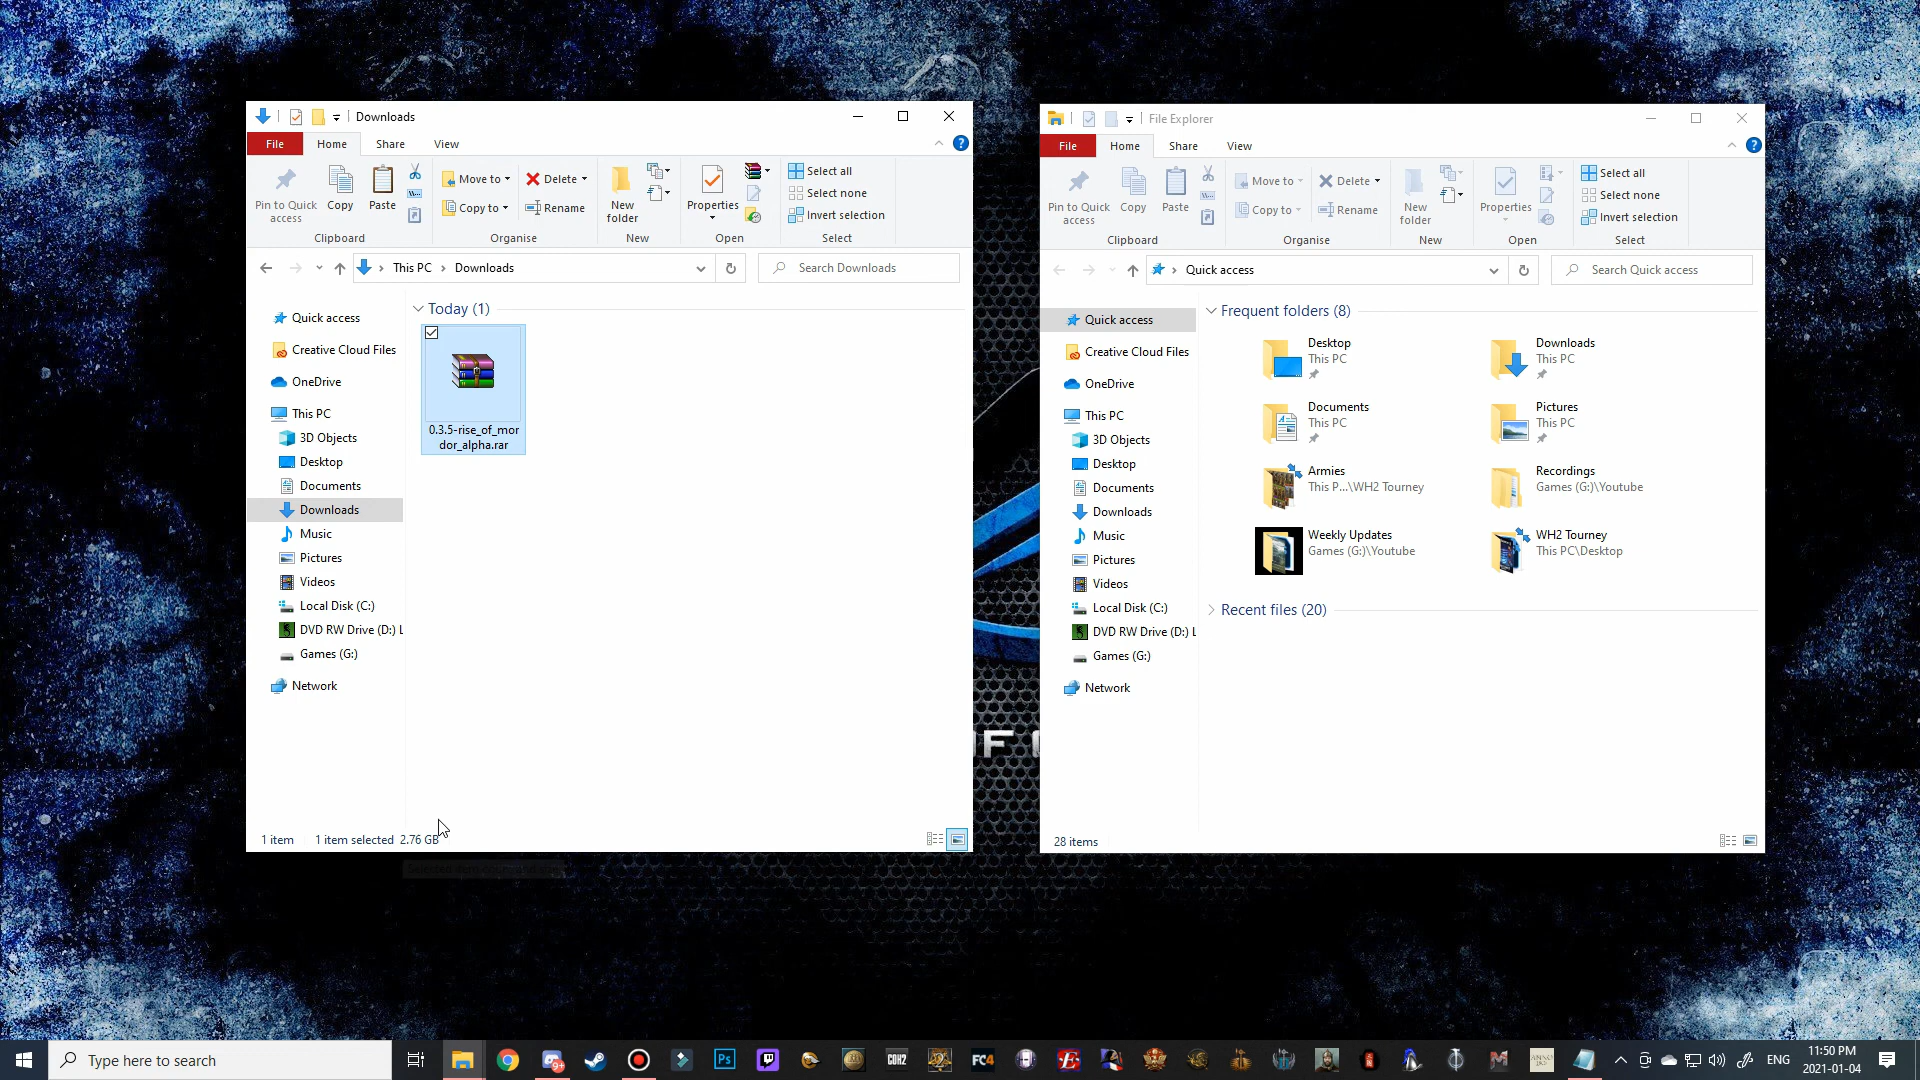 Downloads
File Home Share View
Pin to Quick access
Copy
Paste
Clipboard
Move to
Copy to
Delete
Rename
Organise
New folder
New
Properties
Open
Select all
Select none
Invert selection
Select
This PC > Downloads
Search Downloads
Quick access
Creative Cloud Files
OneDrive
This PC
3D Objects
Desktop
Documents
Downloads
Music
Pictures
Videos
Local Disk (C:)
DVD RW Drive (D:) L
Games (G:)
Network
Today (1)
0.3.5-rise_of_mor
dor_alpha.rar
1 item 1 item selected 2.76 GB
File Explorer
File Home Share View
Pin to Quick access
Copy
Paste
Clipboard
Move to
Copy to
Delete
Rename
Organise
New folder
New
Properties
Open
Select all
Select none
Invert selection
Select
Quick access
Search Quick access
Quick access
Creative Cloud Files
OneDrive
This PC
3D Objects
Desktop
Documents
Downloads
Music
Pictures
Videos
Local Disk (C:)
DVD RW Drive (D:) L
Games (G:)
Network
Frequent folders (8)
Desktop
This PC
Downloads
This PC
Documents
This PC
Pictures
This PC
Armies
This P...\WH2 Tourney
Recordings
Games (G:)\Youtube
Weekly Updates
Games (G:)\Youtube
WH2 Tourney
This PC\Desktop
Recent files (20)
28 items
Type here to search
Ps
COH2
FC4
ENG
11:50 PM
2021-01-04